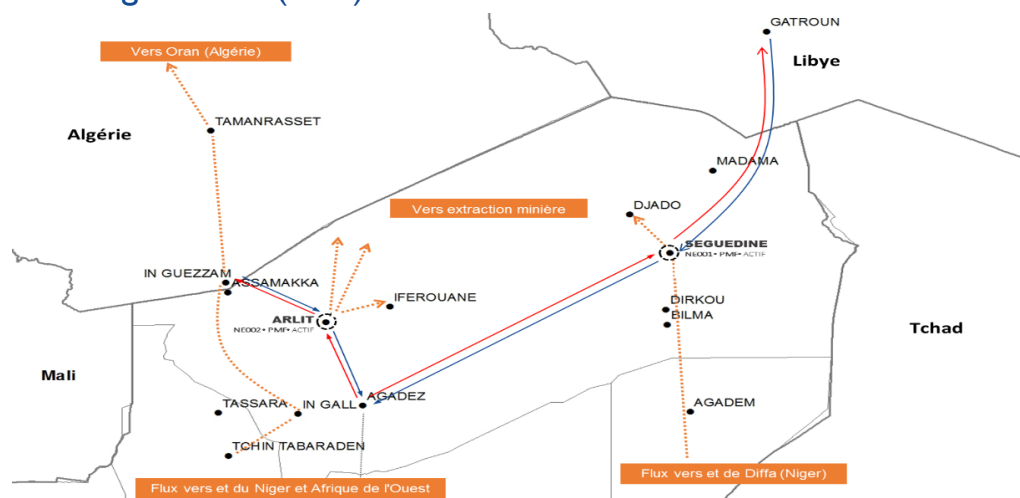 GATROUN
Vers Oran (Algérie)
Libye
TAMANRASSET
Algérie
MADAMA
Vers extraction minière
DJADO
SEGUEDINE
NE001• PMF• ACTIF
IN GUEZZAM
ASSAMAKKA
IFEROUANE
DIRKOU
BILMA
ARLIT
NE002• PMF• ACTIF
Tchad
Mali
AGADEZ
TASSARA
IN GALL
AGADEM
TCHIN TABARADEN
Flux vers et de Diffa (Niger)
Flux vers et du Niger et Afrique de l'Ouest